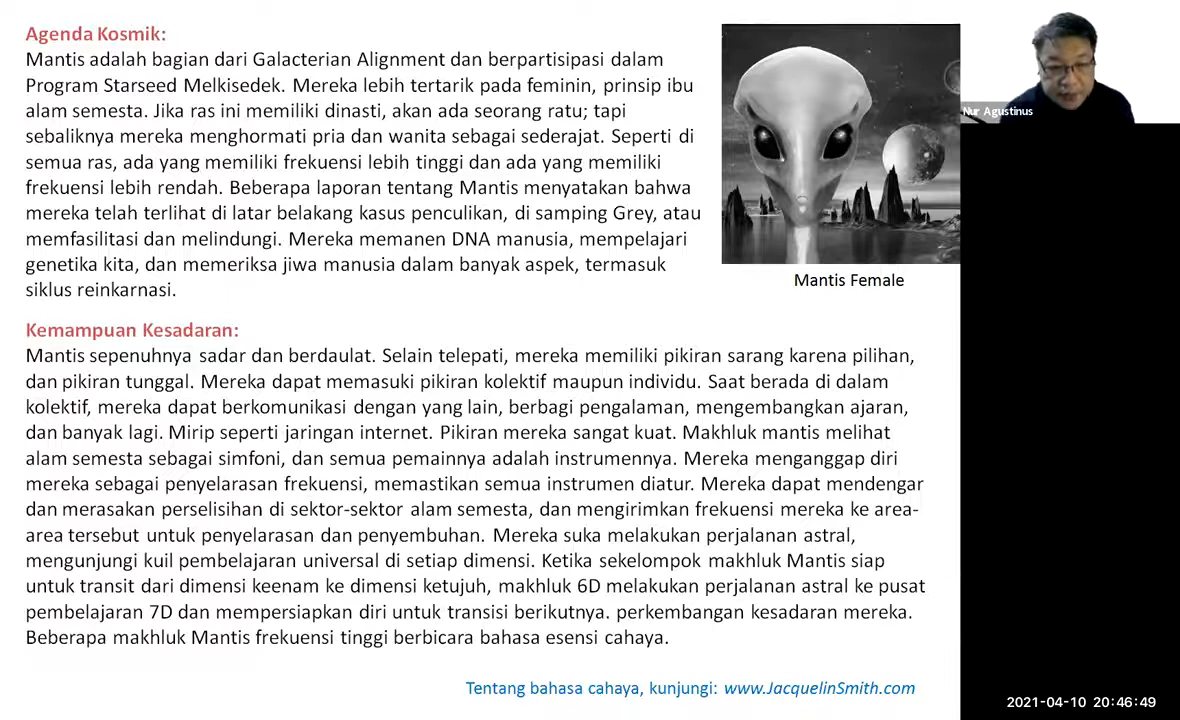 Agenda Kosmik:
Mantis adalah bagian dari Galacterian Alignment dan berpartisipasi dalam
Program Starseed Melkisedek. Mereka lebih tertarik pada feminin, prinsip ibu
alam semesta. Jika ras ini memiliki dinasti, akan ada seorang ratu; tapi
sebaliknya mereka menghormati pria dan wanita sebagai sederajat. Seperti di
semua ras, ada yang memiliki frekuensi lebih tinggi dan ada yang memiliki
frekuensi lebih rendah. Beberapa laporan tentang Mantis menyatakan bahwa
mereka telah terlihat di latar belakang kasus penculikan, di samping Grey, atau
memfasilitasi dan melindungi. Mereka memanen DNA manusia, mempelajari
genetika kita, dan memeriksa jiwa manusia dalam banyak aspek, termasuk
siklus reinkarnasi.
Mantis Female
Nur Agustinus
Kemampuan Kesadaran:
Mantis sepenuhnya sadar dan berdaulat. Selain telepati, mereka memiliki pikiran sarang karena pilihan,
dan pikiran tunggal. Mereka dapat memasuki pikiran kolektif maupun individu. Saat berada di dalam
kolektif, mereka dapat berkomunikasi dengan yang lain, berbagi pengalaman, mengembangkan ajaran,
dan banyak lagi. Mirip seperti jaringan internet. Pikiran mereka sangat kuat. Makhluk mantis melihat
alam semesta sebagai simfoni, dan semua pemainnya adalah instrumennya. Mereka menganggap diri
mereka sebagai penyelarasan frekuensi, memastikan semua instrumen diatur. Mereka dapat mendengar
dan merasakan perselisihan di sektor-sektor alam semesta, dan mengirimkan frekuensi mereka ke area-
area tersebut untuk penyelarasan dan penyembuhan. Mereka suka melakukan perjalanan astral,
mengunjungi kuil pembelajaran universal di setiap dimensi. Ketika sekelompok makhluk Mantis siap
untuk transit dari dimensi keenam ke dimensi ketujuh, makhluk 6D melakukan perjalanan astral ke pusat
pembelajaran 7D dan mempersiapkan diri untuk transisi berikutnya. perkembangan kesadaran mereka.
Beberapa makhluk Mantis frekuensi tinggi berbicara bahasa esensi cahaya.
Tentang bahasa cahaya, kunjungi: www.JacquelinSmith.com
2021-04-10 20:46:49